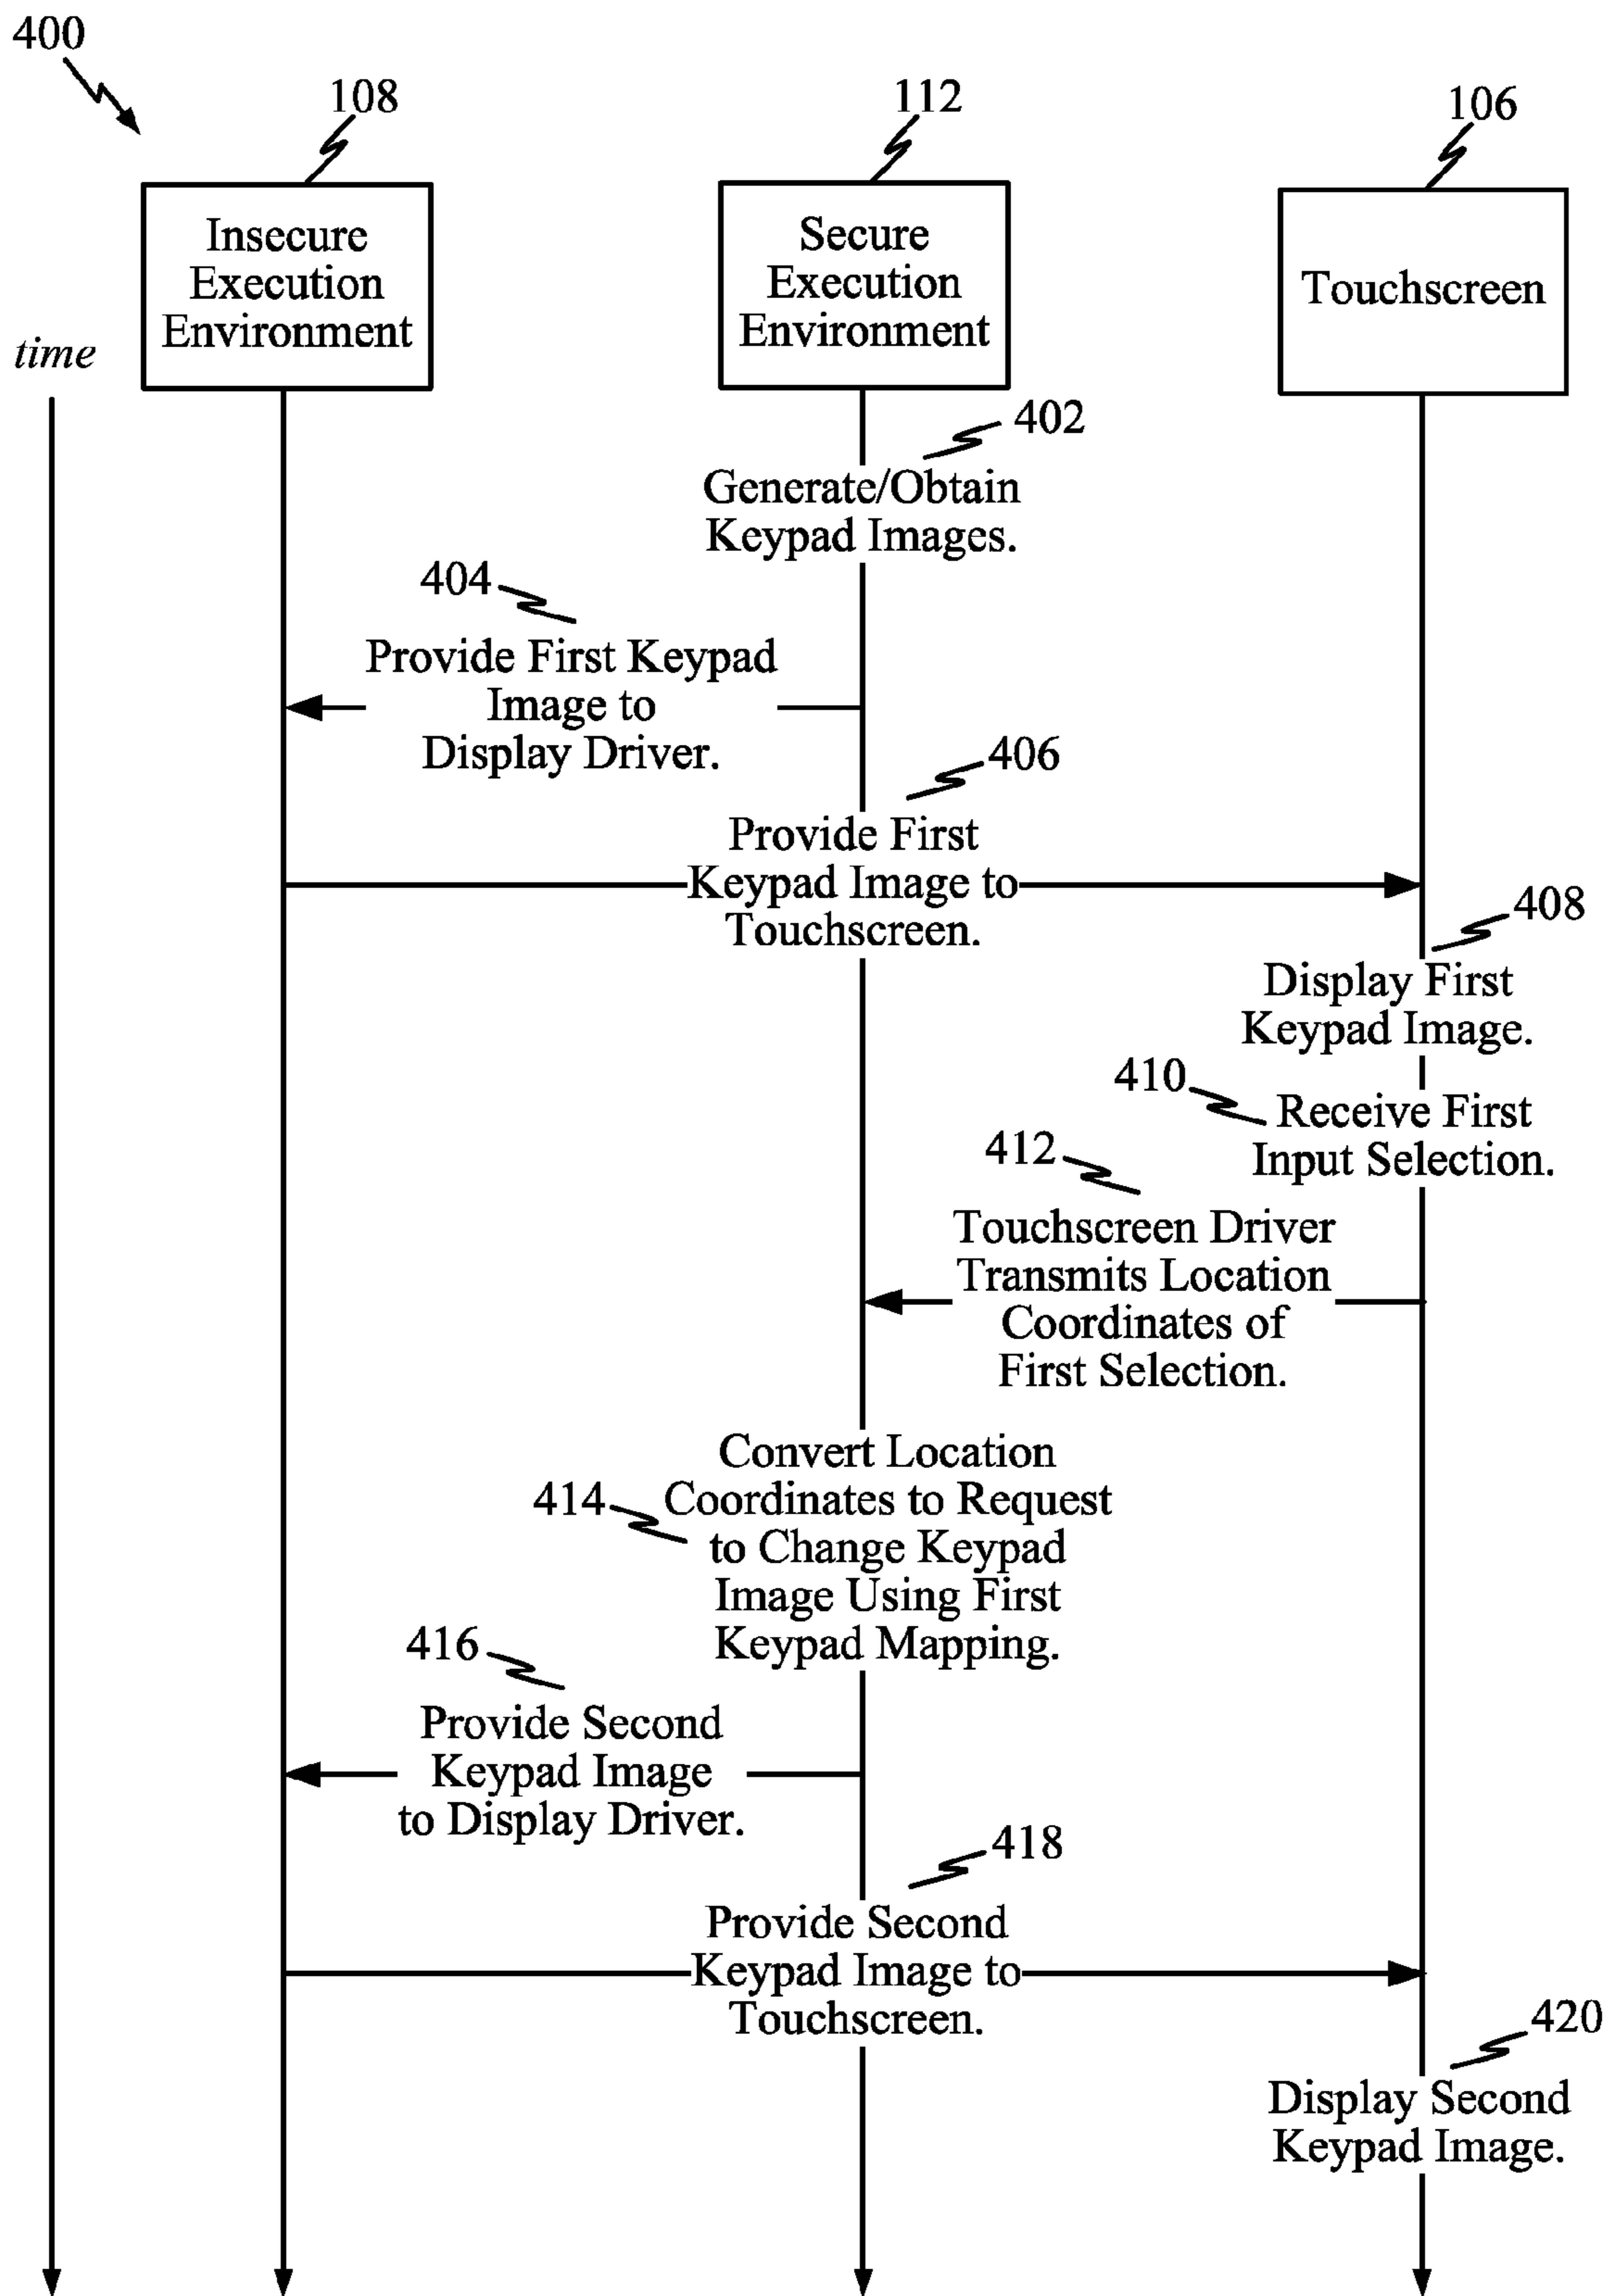 400
108
112
106
Insecure
Execution
Environment
Secure
Execution
Environment
Touchscreen
time
402
Generate/Obtain
Keypad Images.
404
Provide First Keypad
Image to
Display Driver.
406
Provide First
Keypad Image to
Touchscreen.
408
Display First
Keypad Image.
410
Receive First
Input Selection.
412
Touchscreen Driver
Transmits Location
Coordinates of
First Selection.
414
Convert Location
Coordinates to Request
to Change Keypad
Image Using First
Keypad Mapping.
416
Provide Second
Keypad Image
to Display Driver.
418
Provide Second
Keypad Image to
Touchscreen.
420
Display Second
Keypad Image.